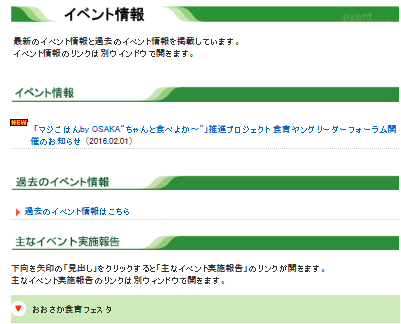 イベント情報
event
最新のイベント情報と過去のイベント情報を掲載しています。
イベント情報のリンクは別ウィンドウで開きます。
イベント情報
NEW
「マジごはんby OSAKA“ちゃんと食べよか～”」推進プロジェクト 食育ヤングリーダーフォーラム開
催のお知らせ（2016.02.01）
過去のイベント情報
過去のイベント情報はこちら
主なイベント実施報告
下向き矢印の「見出し」をクリックすると「主なイベント実施報告」のリンクが開きます。
主なイベント実施報告のリンクは別ウィンドウで開きます。
おおさか食育フェスタ